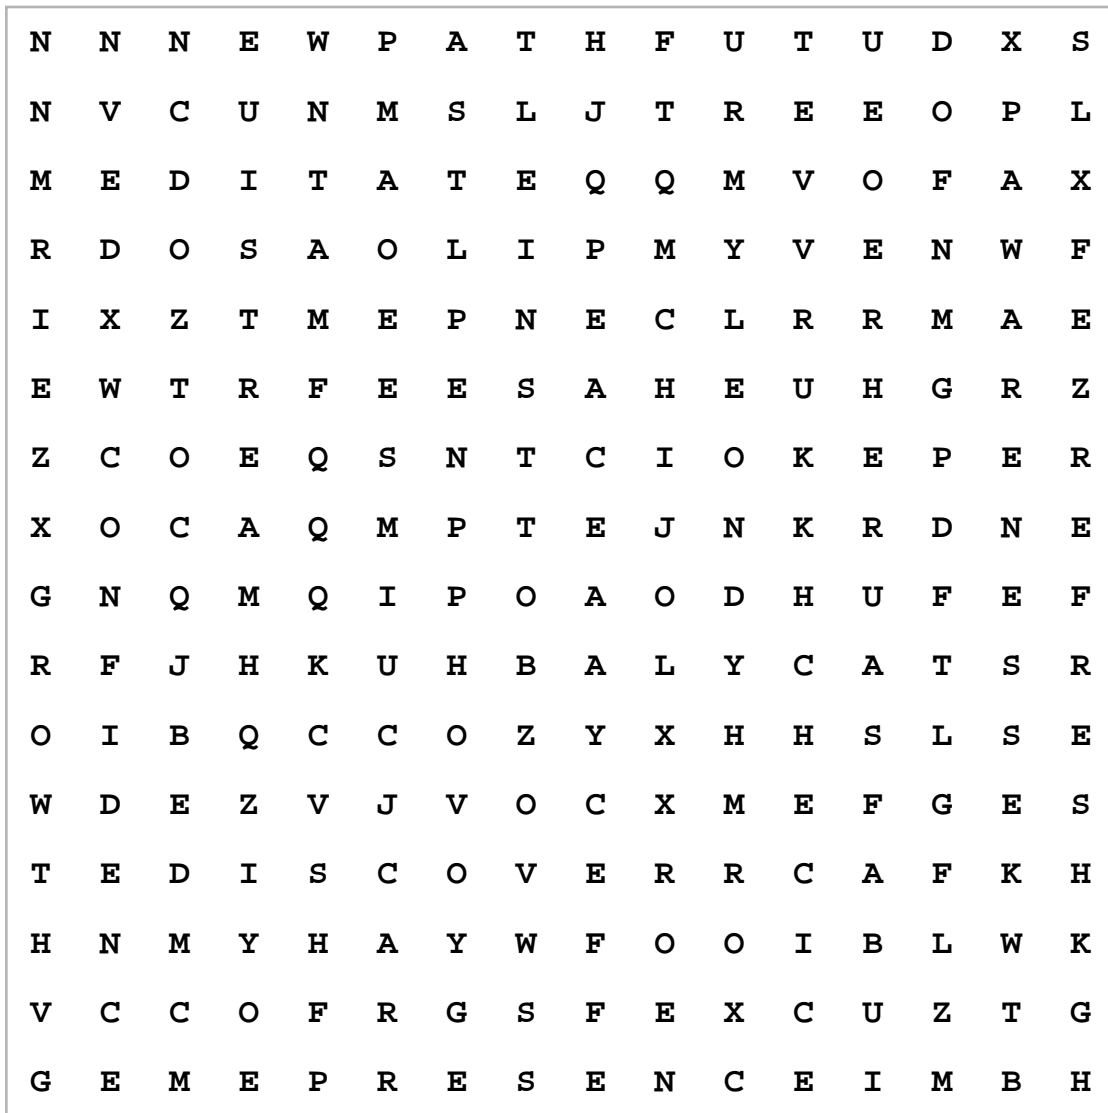 N N N E W P A T H F U T U D X S
N V C U N M S L J T R E E O P L
M E D I T A T E Q Q M V O F A X
R D O S A O L I P M Y V E N W F
I X Z T M E P N E C L R R M A E
E W T R F E E S A H E U H G R Z
Z C O E Q S N T C I O K E P E R
X O C A Q M P T E J N K R D N E
G N Q M Q I P O A O D H U F E F
R F J H K U H B A L Y C A T S R
O I B Q C C O Z Y X H H S L S E
W D E Z V J V O C X M E F G E S
T E D I S C O V E R R C A F K H
H N M Y H A Y W F O O I B L W K
V C C O F R G S F E X C U Z T G
G E M E P R E S E N C E I M B H